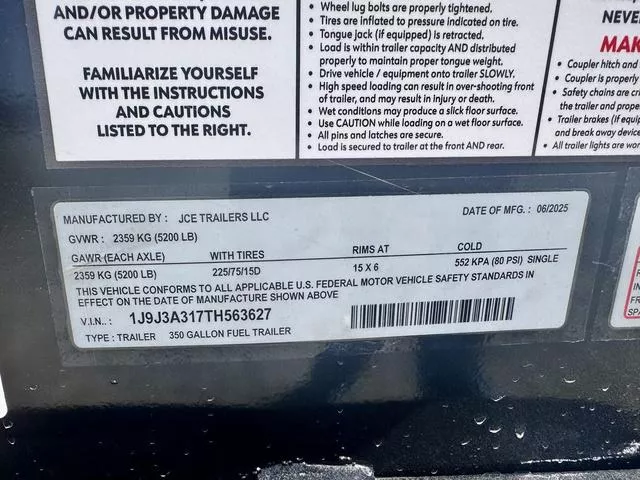 AND/OR PROPERTY DAMAGE
CAN RESULT FROM MISUSE.
FAMILIARIZE YOURSELF
WITH THE INSTRUCTIONS
AND CAUTIONS
LISTED TO THE RIGHT.
• Wheel lug bolts are properly tightened.
• Tires are inflated to pressure indicated on tire.
• Tongue jack (if equipped) is retracted.
• Load is within trailer capacity AND distributed
properly to maintain proper tongue weight.
• Drive vehicle / equipment onto trailer SLOWLY.
• High speed loading can result in over-shooting front
of trailer, and may result in injury or death.
• Wet conditions may produce a slick floor surface.
• Use CAUTION while loading on a wet floor surface.
• All pins and latches are secure.
• Load is secured to trailer at the front AND rear.
NEVE
MAK
• Coupler hitch and
• Coupler is properly
• Safety chains are cri
the trailer and prope
• Trailer brakes (if equip
and break away device
• All trailer lights are wor
MANUFACTURED BY : JCE TRAILERS LLC
DATE OF MFG. : 06/2025
GVWR : 2359 KG (5200 LB)
GAWR (EACH AXLE) WITH TIRES RIMS AT COLD
2359 KG (5200 LB) 225/75/15D 15 X 6 552 KPA (80 PSI) SINGLE
THIS VEHICLE CONFORMS TO ALL APPLICABLE U.S. FEDERAL MOTOR VEHICLE SAFETY STANDARDS IN
EFFECT ON THE DATE OF MANUFACTURE SHOWN ABOVE
V.I.N.. : 1J9J3A317TH563627
TYPE : TRAILER 350 GALLON FUEL TRAILER